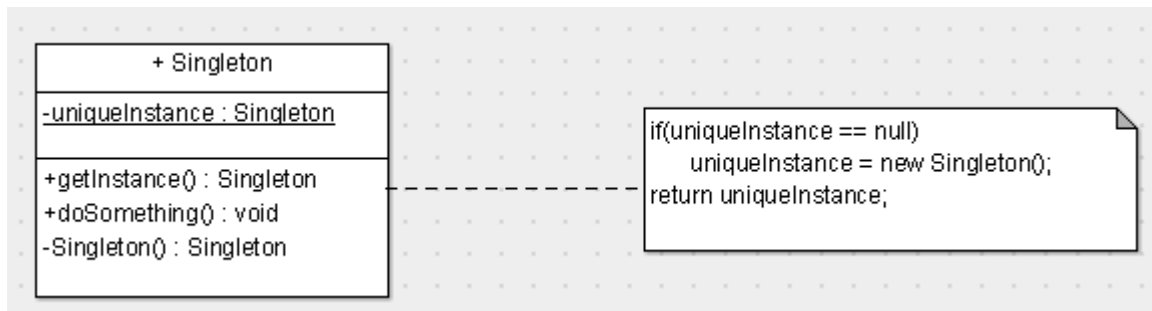 + Singleton
-uniqueInstance : Singleton
+getInstance() : Singleton
+doSomething() : void
-Singleton() : Singleton
if(uniqueInstance == null)
uniqueInstance = new Singleton();
return uniqueInstance;